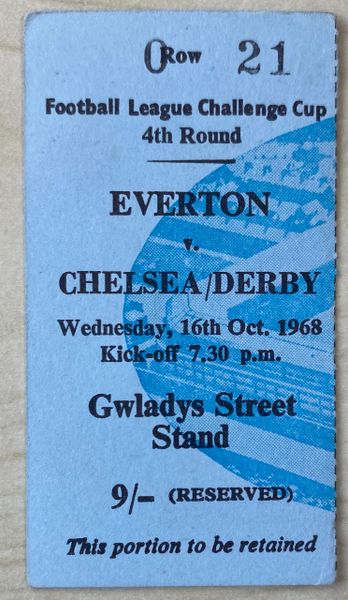 O Row 21
Football League Challenge Cup
4th Round
EVERTON
v.
CHELSEA/DERBY
Wednesday, 16th Oct. 1968
Kick-off 7.30 p.m.
Gwladys Street
Stand
9/- (RESERVED)
This portion to be retained